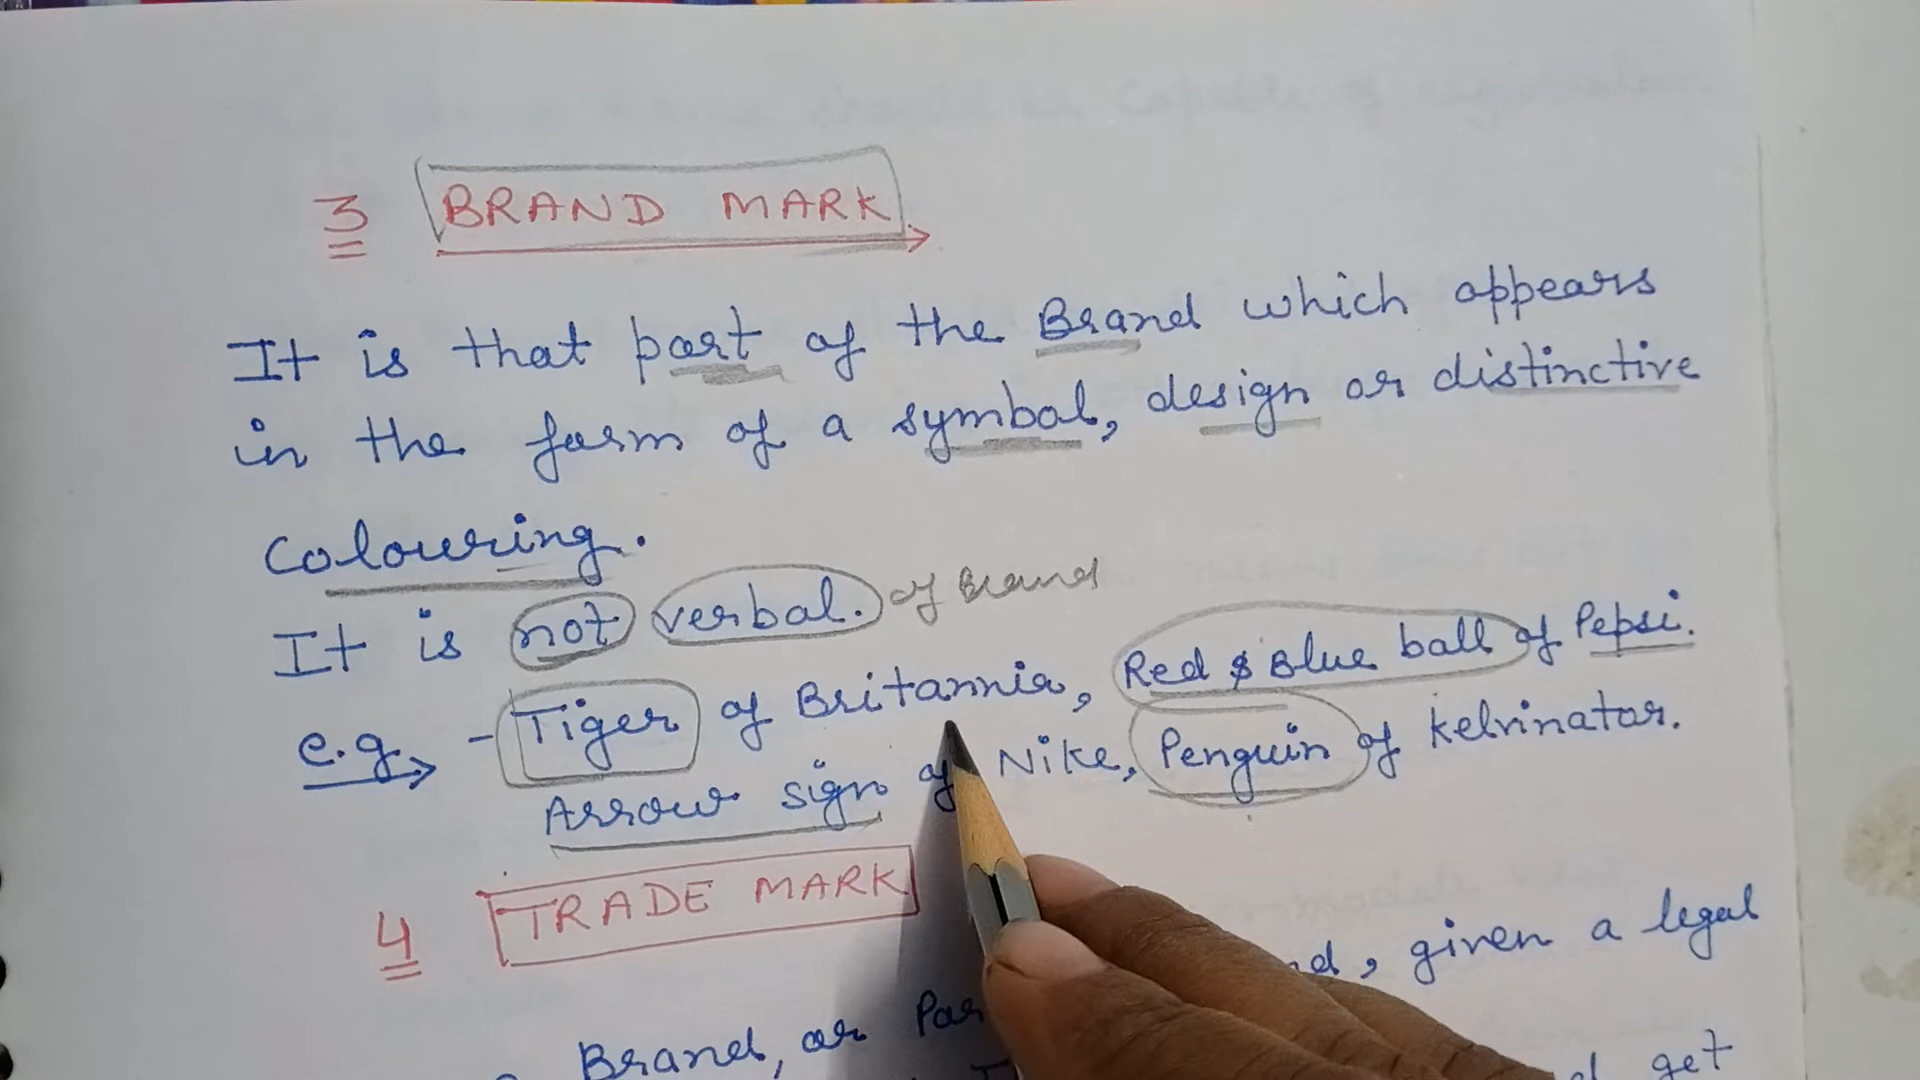 3 BRAND MARK
It is that part of the Brand which appears
in the form of a symbol, design or distinctive
colouring.
It is not verbal. of Brand
e.g. - Tiger of Britannia, Red & Blue ball of Pepsi.
Arrow sign of Nike, Penguin of Kelvinator.
4 TRADE MARK
given a legal
Brand, or
get